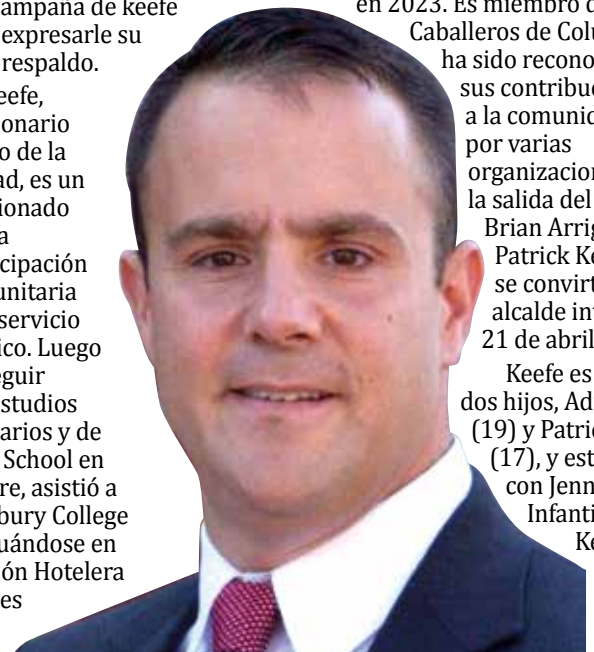 ampaña de keefe
expresarle su
respaldo.
eefe,
onario
o de la
ad, es un
ionado
a
cipación
unitaria
servicio
ico. Luego
eguir
studios
arios y de
School en
re, asistió a
bury College
uándose en
ón Hotelera
es
en 2023. Es miembro d
Caballeros de Colu
ha sido recono
sus contribuc
a la comunid
por varias
organizacion
la salida del
Brian Arrig
Patrick Ke
se convirt
alcalde int
21 de abril
Keefe es
dos hijos, Ad
(19) y Patric
(17), y est
con Jenn
Infanti
Ke